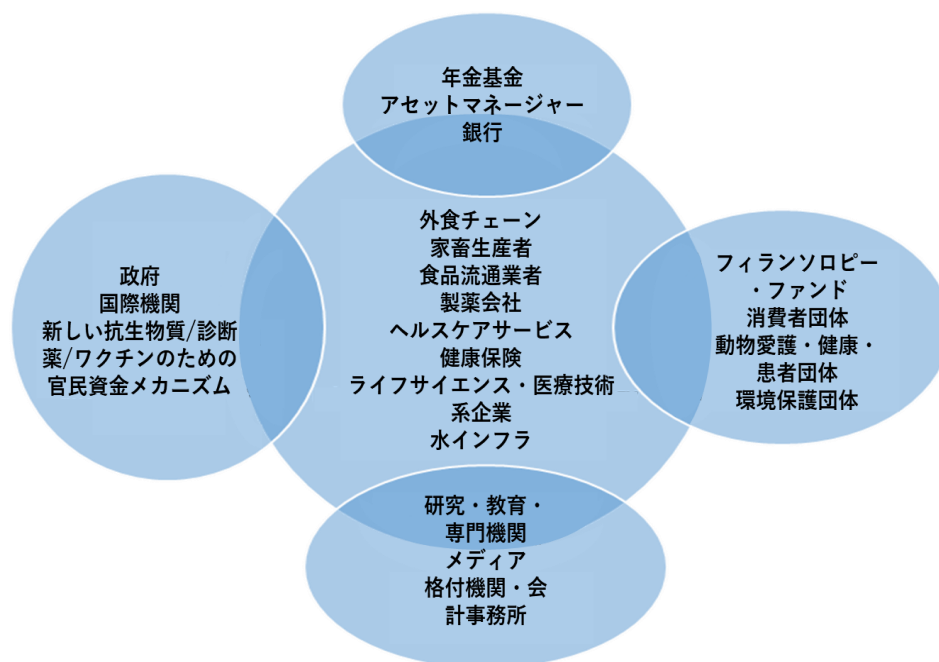 年金基金
アセットマネージャー
銀行
政府
国際機関
新しい抗生物質/診断
薬/ワクチンのための
官民資金メカニズム
外食チェーン
家畜生産者
食品流通業者
製薬会社
ヘルスケアサービス
健康保険
ライフサイエンス・医療技術
系企業
水インフラ
フィランソロピー
・ファンド
消費者団体
動物愛護・健康・
患者団体
環境保護団体
研究・教育・
専門機関
メディア
格付機関・会
計事務所